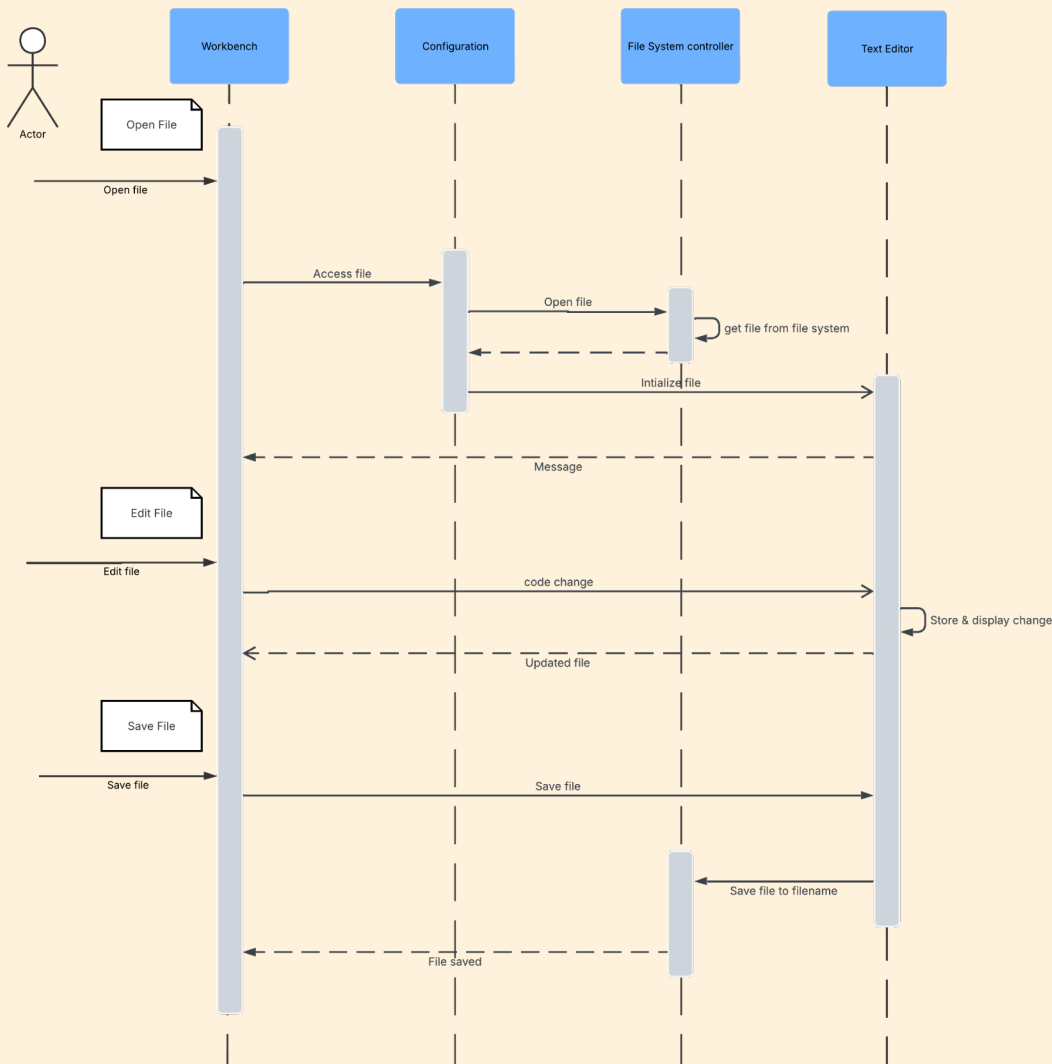 Workbench
Configuration
File System controller
Text Editor
Actor
Open File
Open file
Access file
Open file
get file from file system
Intialize file
Message
Edit File
Edit file
code change
Store & display change
Updated file
Save File
Save file
Save file
Save file to filename
File saved